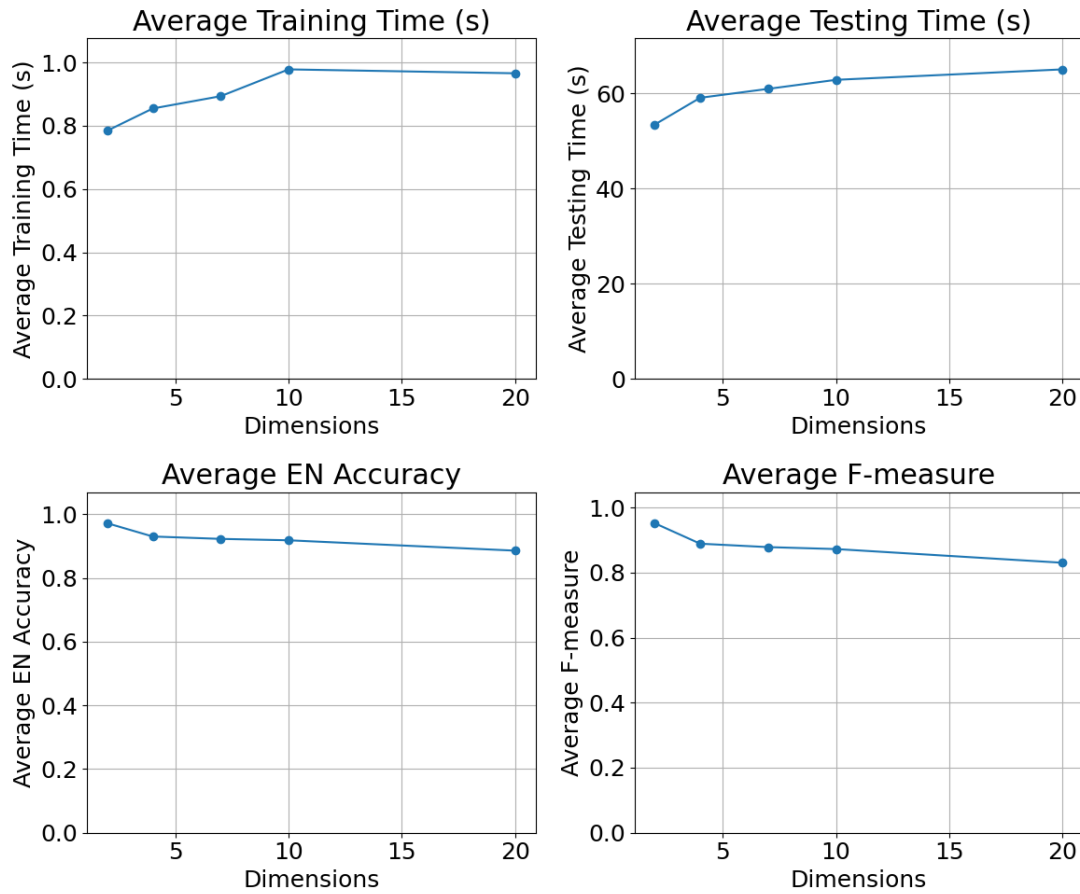 Average Training Time (s)
Average Training Time (s)
1.0
0.8
0.6
0.4
0.2
0.0
5 10 15 20
Dimensions
Average Testing Time (s)
Average Testing Time (s)
60
40
20
0
5 10 15 20
Dimensions
Average EN Accuracy
Average EN Accuracy
1.0
0.8
0.6
0.4
0.2
0.0
5 10 15 20
Dimensions
Average F-measure
Average F-measure
1.0
0.8
0.6
0.4
0.2
0.0
5 10 15 20
Dimensions